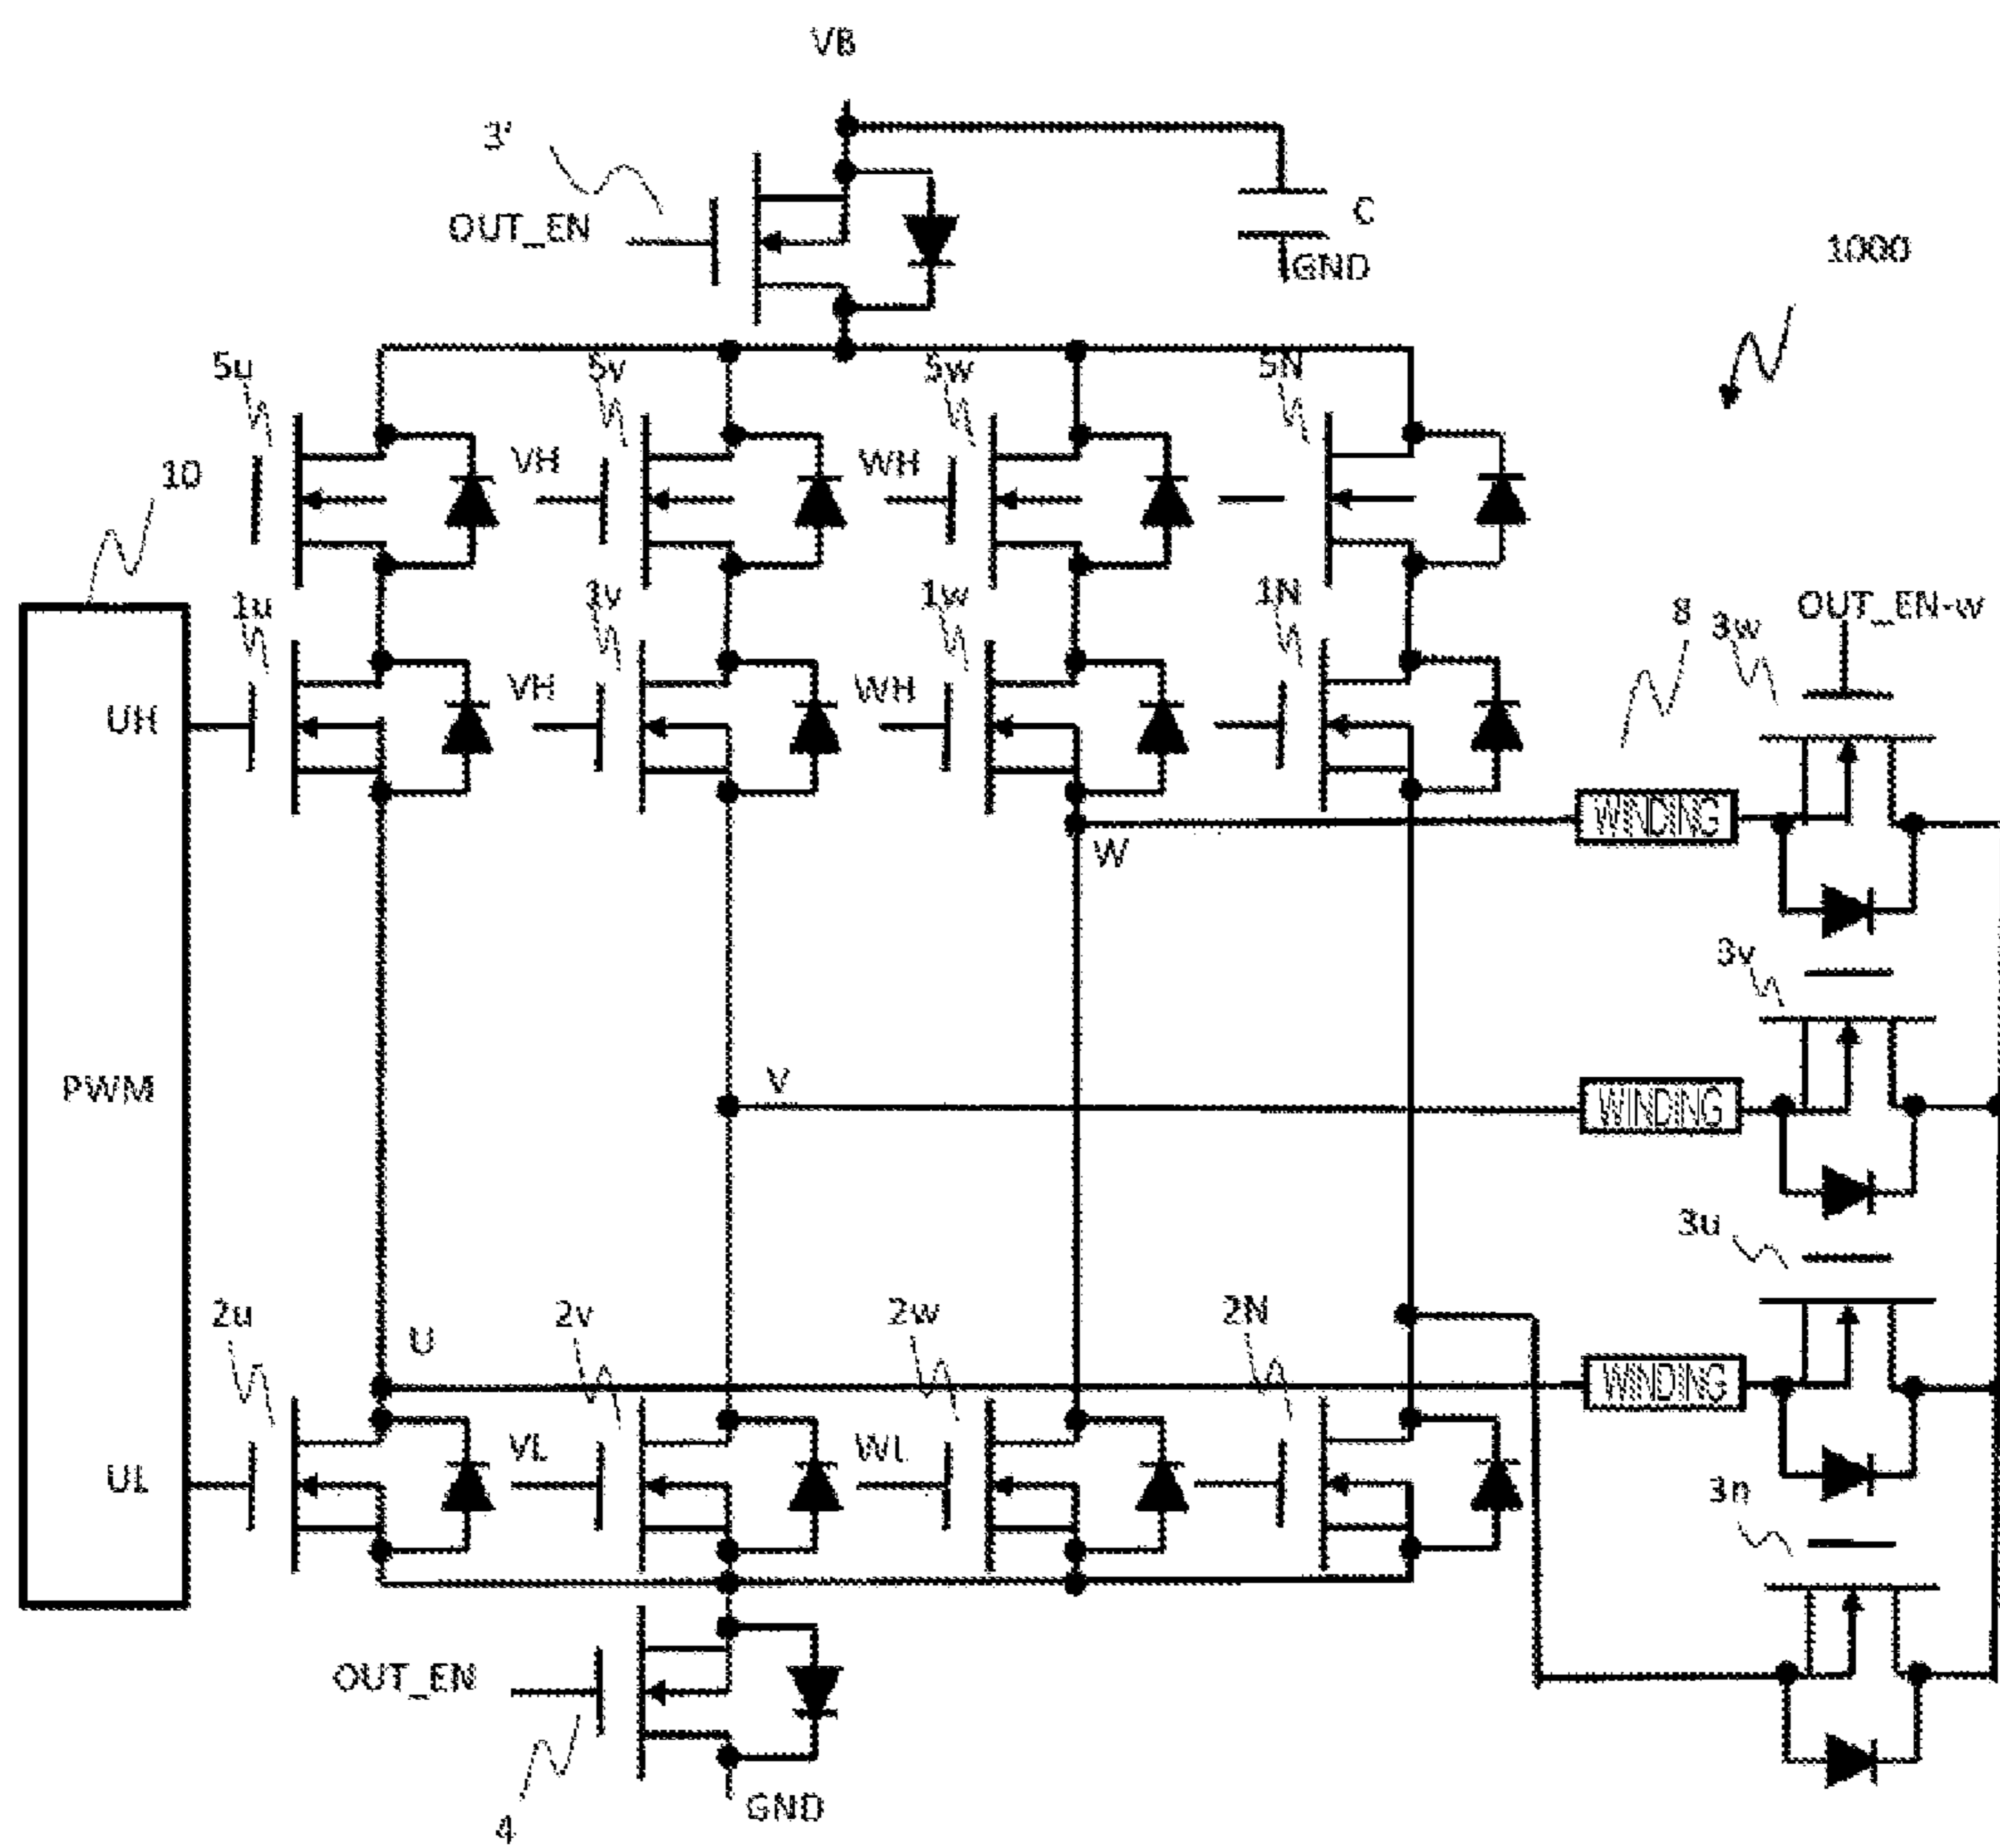 VB
3'
OUT_EN
C
GND
1000
5u
5v
5w
5N
10
VH
WH
1u
1v
1w
1N
8
3w
OUT_EN-w
UH
VH
WH
WINDING
W
3v
PWM
V
WINDING
3u
2u
U
2v
2w
2N
WINDING
UL
VL
WL
3n
OUT_EN
4
GND